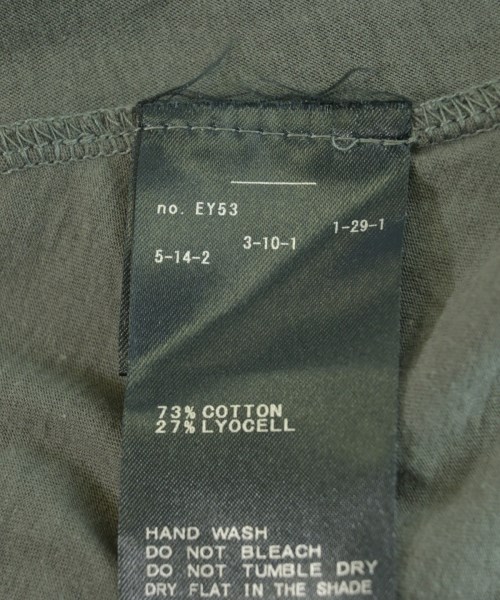 no. EY53
5-14-2 3-10-1 1-29-1
73% COTTON
27% LYOCELL
HAND WASH
DO NOT BLEACH
DO NOT TUMBLE DRY
DRY FLAT IN THE SHADE